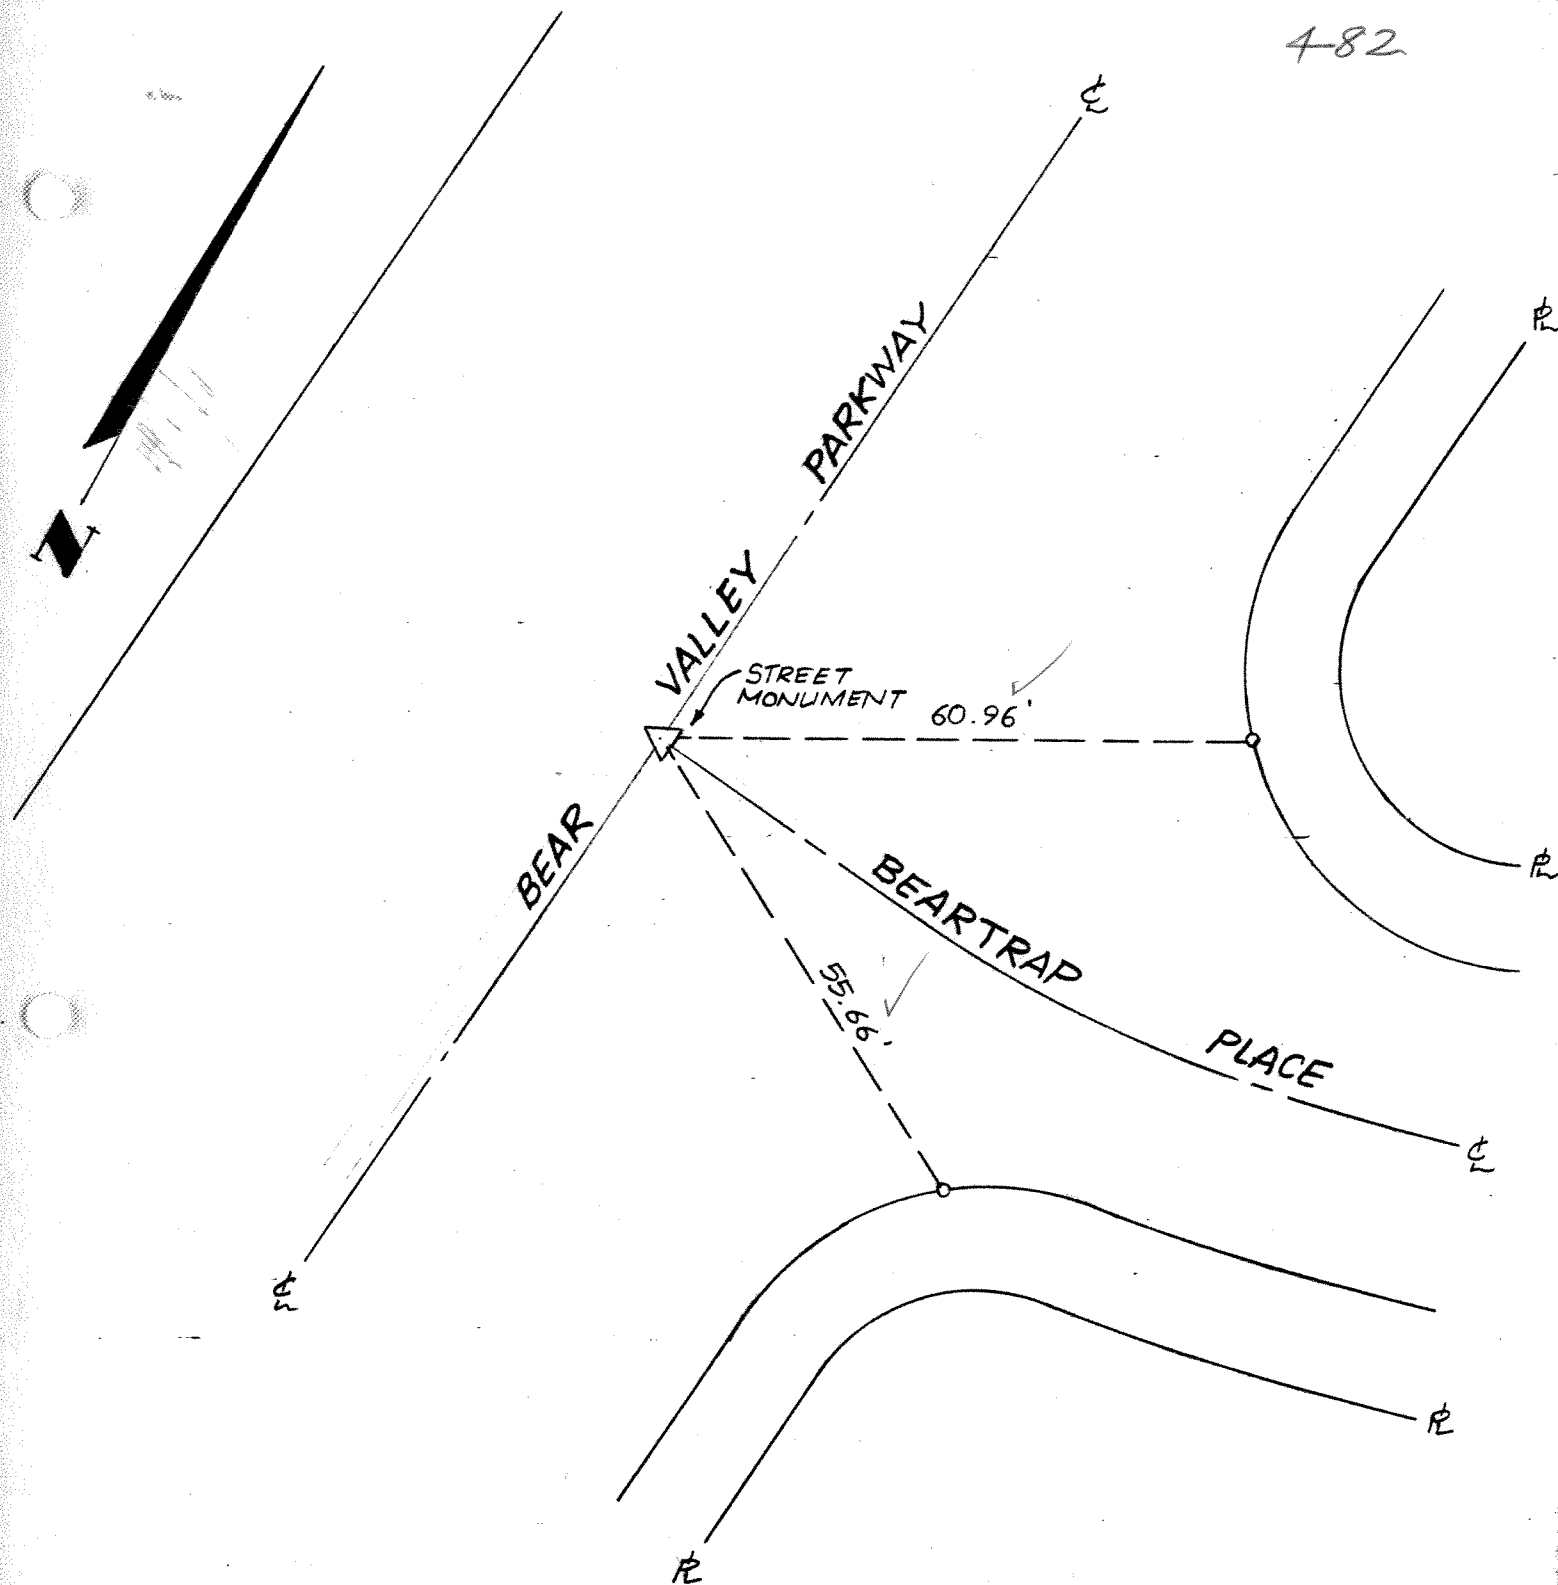 4-82
℄
BEAR VALLEY PARKWAY
PL
STREET
MONUMENT
60.96'
PL
BEARTRAP PLACE
55.66'
℄
℄
PL
PL
N